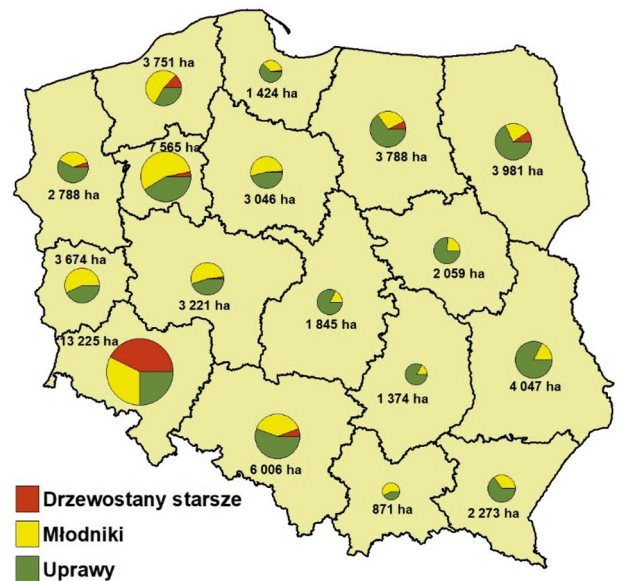 3 751 ha
1 424 ha
7 565 ha
3 788 ha
3 981 ha
2 788 ha
3 046 ha
3 674 ha
2 059 ha
3 221 ha
1 845 ha
13 225 ha
4 047 ha
1 374 ha
6 006 ha
871 ha
2 273 ha
Drzewostany starsze
Młodniki
Uprawy